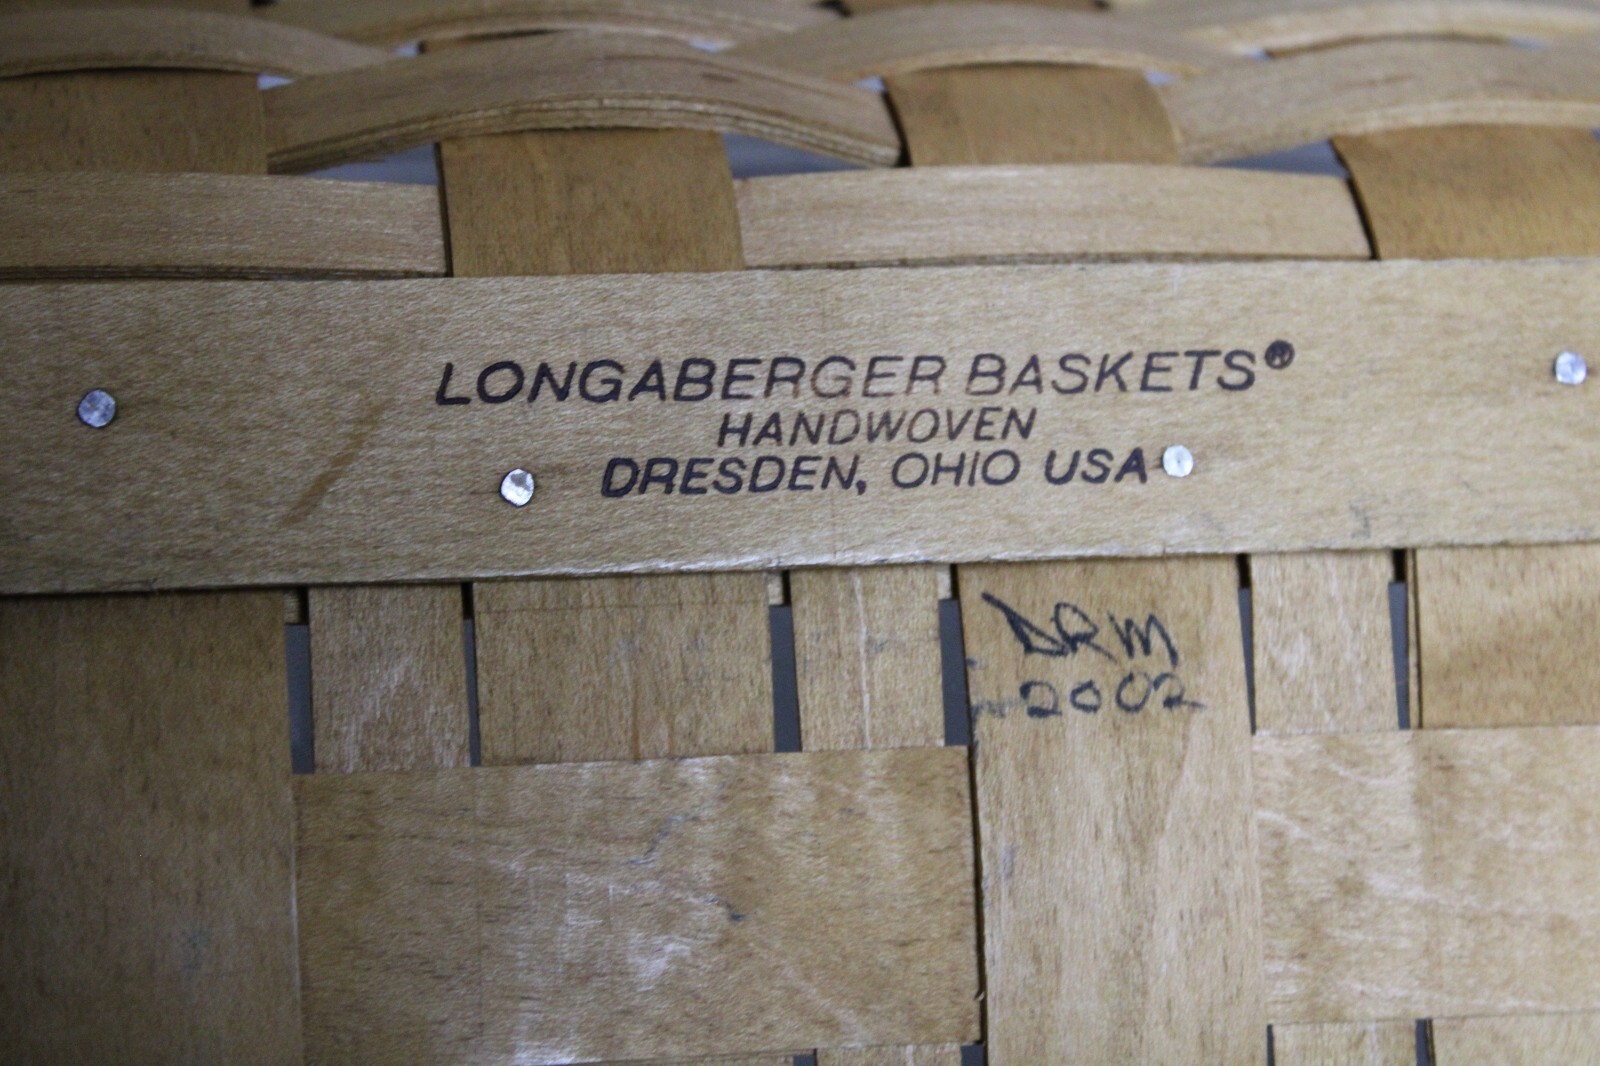 LONGABERGER BASKETS®
HANDWOVEN
DRESDEN, OHIO USA
DRM
2002